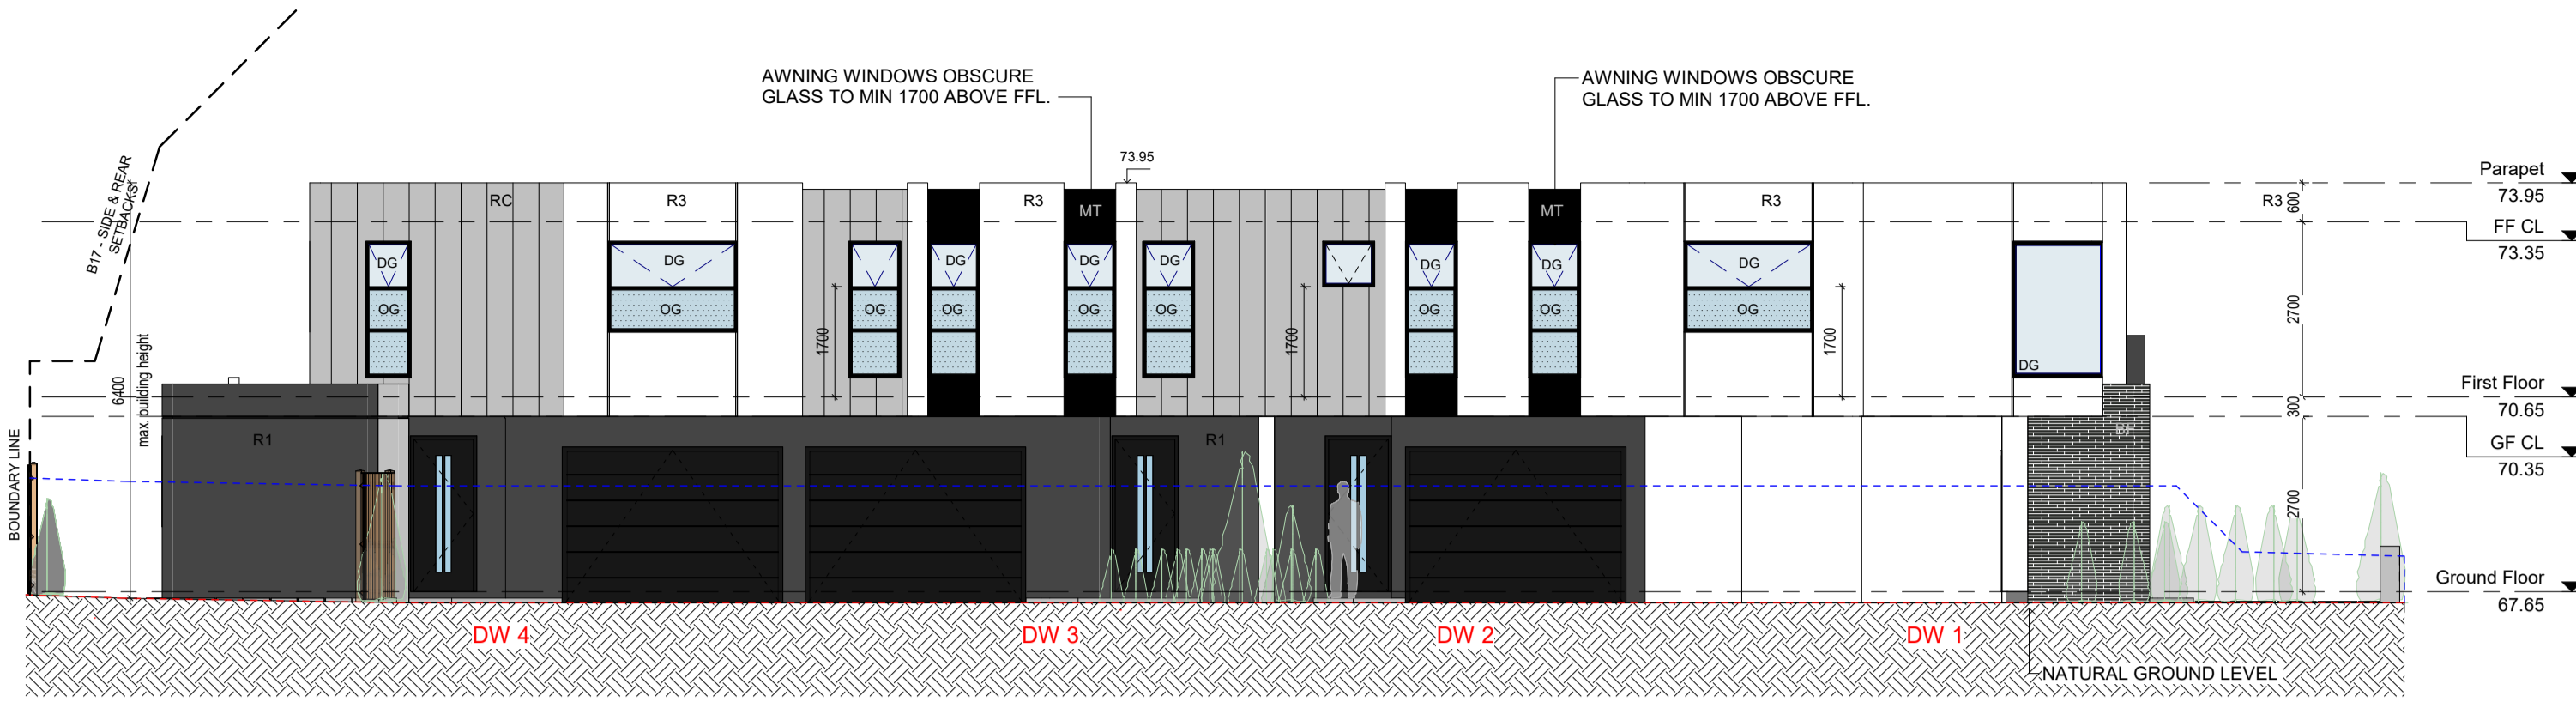 AWNING WINDOWS OBSCURE
GLASS TO MIN 1700 ABOVE FFL.
AWNING WINDOWS OBSCURE
GLASS TO MIN 1700 ABOVE FFL.
73.95
B17 - SIDE & REAR
SETBACKS
Parapet
73.95
600
FF CL
73.35
RC
R3
R3
MT
MT
R3
R3
DG
DG
DG
DG
DG
DG
DG
DG
DG
OG
OG
OG
OG
OG
OG
OG
OG
OG
DG
1700
1700
1700
2700
6400
max. building height
First Floor
70.65
300
GF CL
70.35
R1
R1
BF
BOUNDARY LINE
2700
Ground Floor
67.65
DW 4
DW 3
DW 2
DW 1
NATURAL GROUND LEVEL